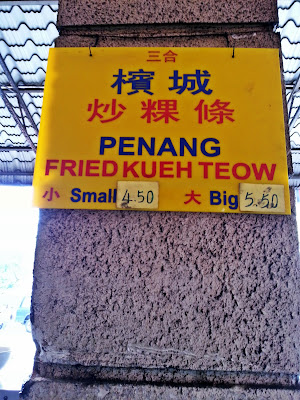 三合
檳城
炒粿條
PENANG
FRIED KUEH TEOW
小 Small 4.50 大 Big 5.50